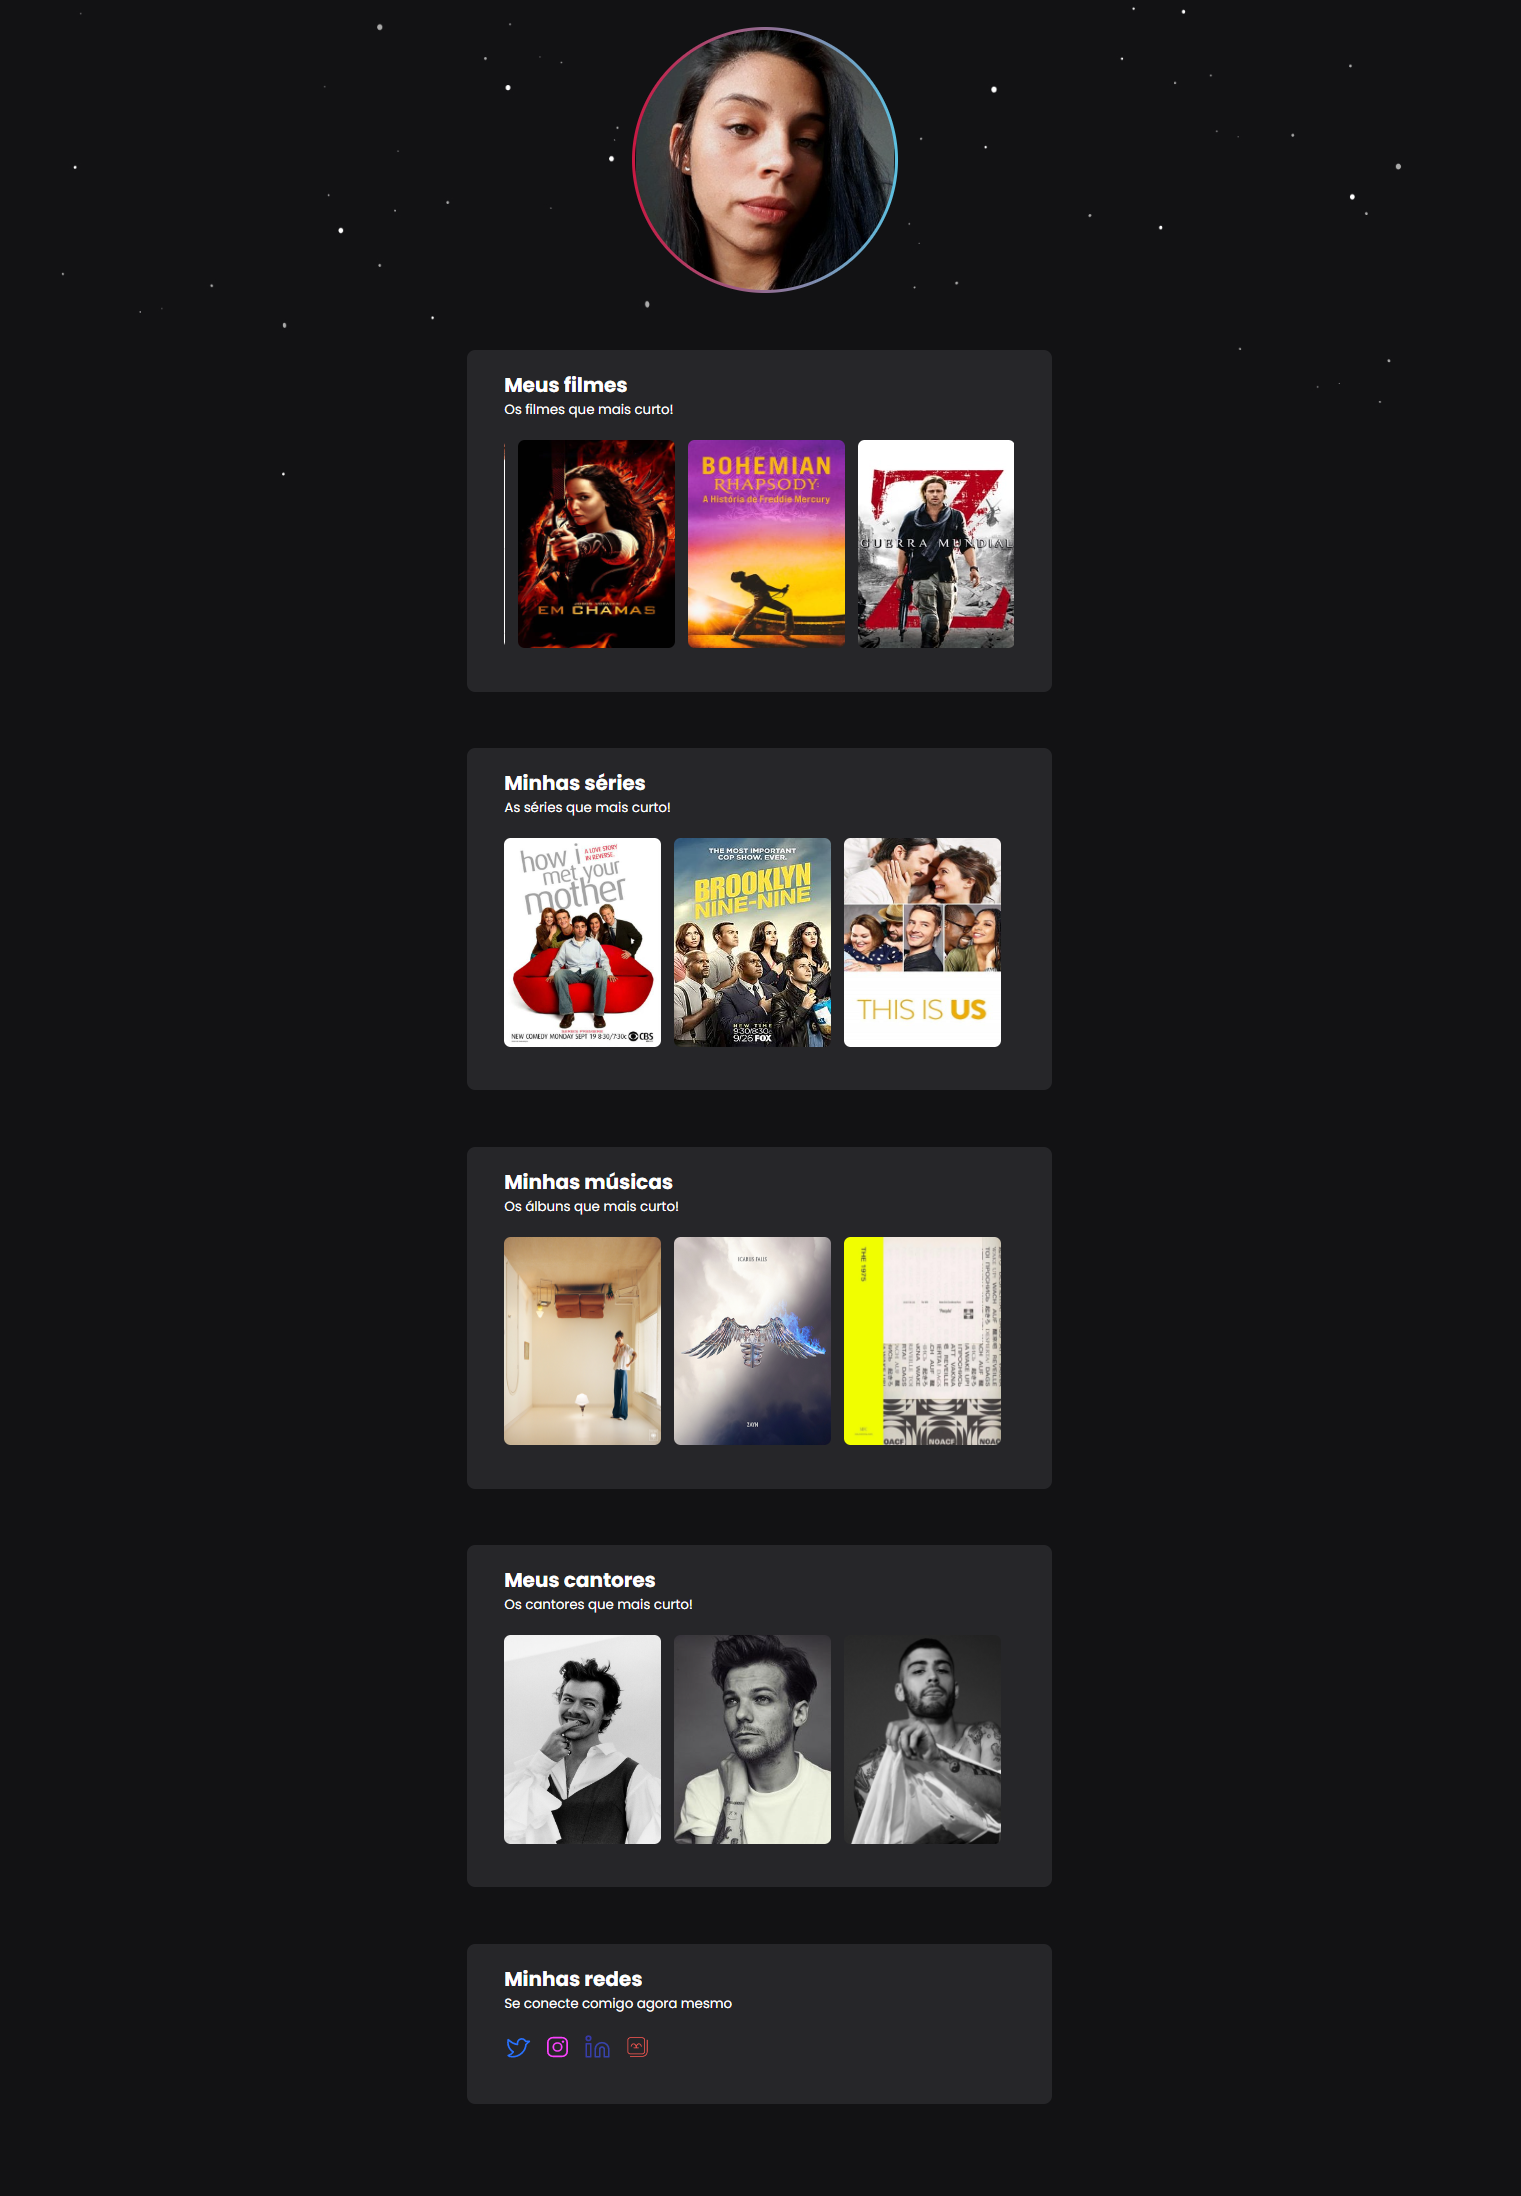 Meus filmes
Os filmes que mais curto!
EM CHAMAS
BOHEMIAN
RHAPSODY
A História de Freddie Mercury
GUERRA MUNDIAL
Z
Minhas séries
As séries que mais curto!
how i
met your
mother
A LOVE STORY
IN REVERSE.
SERIES PREMIERE
NEW COMEDY MONDAY SEPT 19 8:30/7:30c CBS
THE MOST IMPORTANT
COP SHOW. EVER.
BROOKLYN
NINE-NINE
NEW TIME
9:30/8:30c
9/26 FOX
THIS IS US
Minhas músicas
Os álbuns que mais curto!
ICARUS FALLS
ZAYN
THE 1975
NOACF
Meus cantores
Os cantores que mais curto!
Minhas redes
Se conecte comigo agora mesmo
in